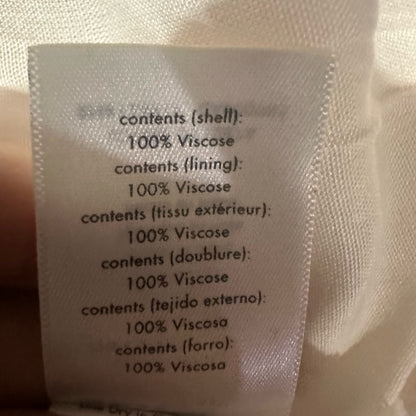 contents (shell):
100% Viscose
contents (lining):
100% Viscose
contents (tissu extérieur):
100% Viscose
contents (doublure):
100% Viscose
contents (tejido externo):
100% Viscosa
contents (forro):
100% Viscosa